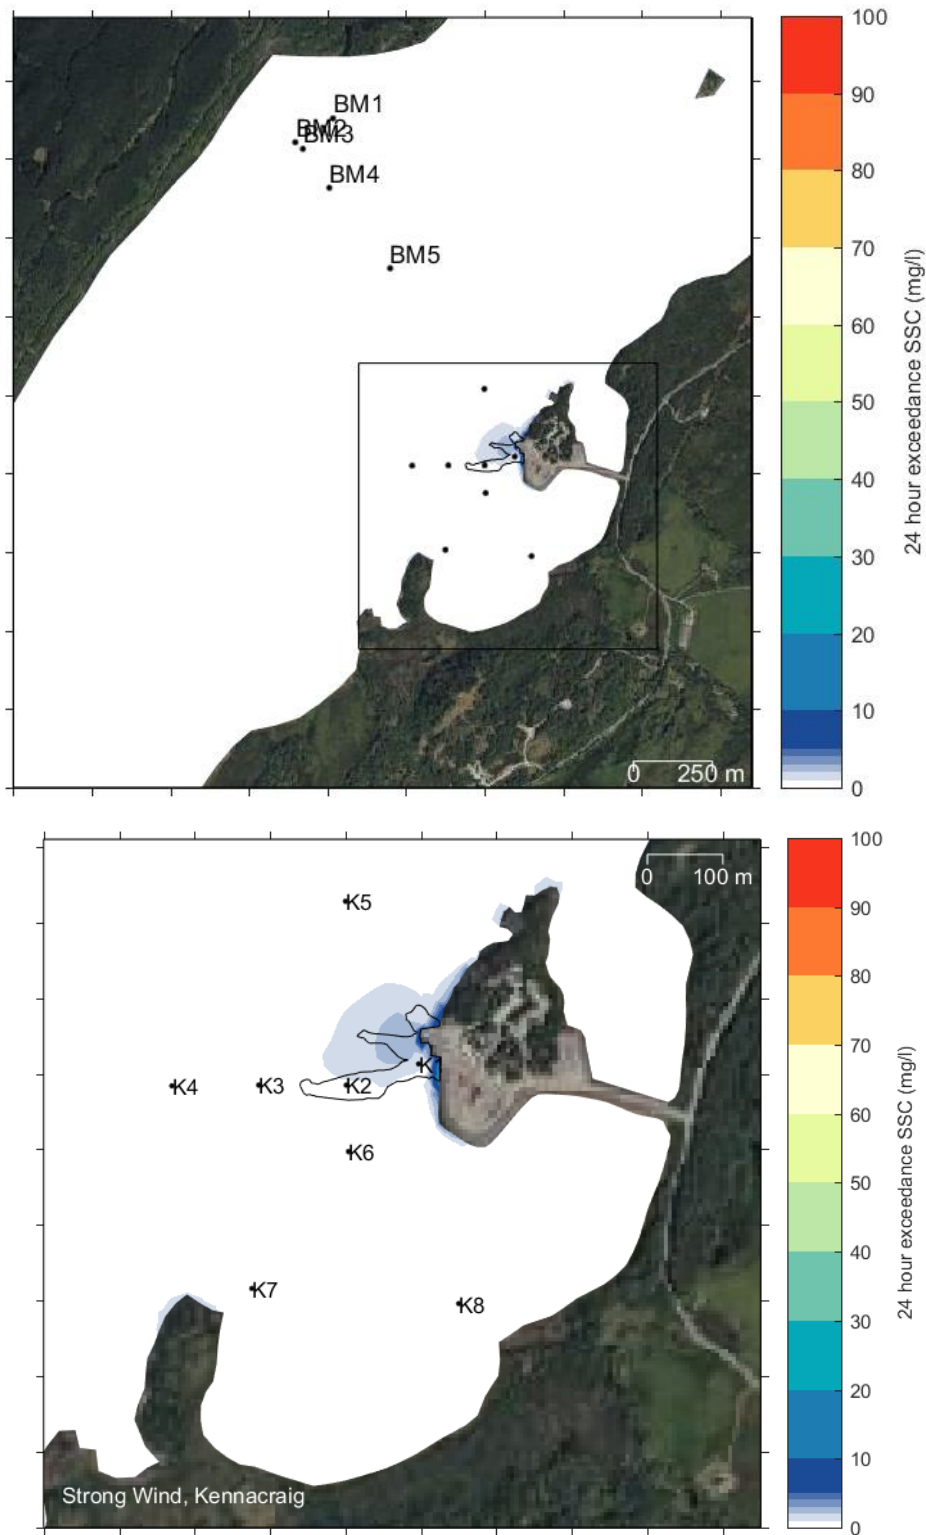 100
90
80
70
60
50
40
30
20
10
0
24 hour exceedance SSC (mg/l)
BM1
BM2
BM3
BM4
BM5
0 250 m
100
90
80
70
60
50
40
30
20
10
0
24 hour exceedance SSC (mg/l)
0 100 m
K5
K
K4
K3
K2
K6
K7
K8
Strong Wind, Kennacraig